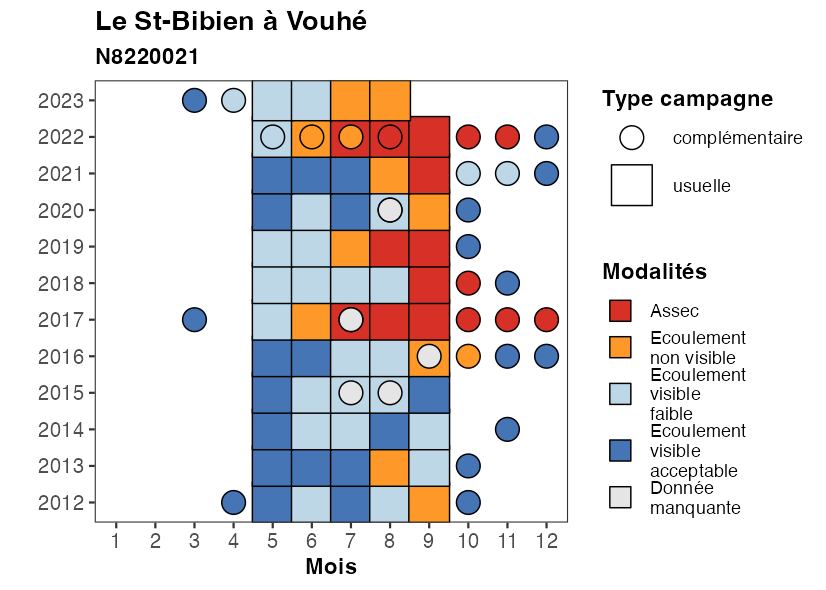 Le St-Bibien à Vouhé
N8220021
2023
2022
2021
2020
2019
2018
2017
2016
2015
2014
2013
2012
1 2 3 4 5 6 7 8 9 10 11 12
Mois
Type campagne
complémentaire
usuelle
Modalités
Assec
Ecoulement
non visible
Ecoulement
visible
faible
Ecoulement
visible
acceptable
Donnée
manquante